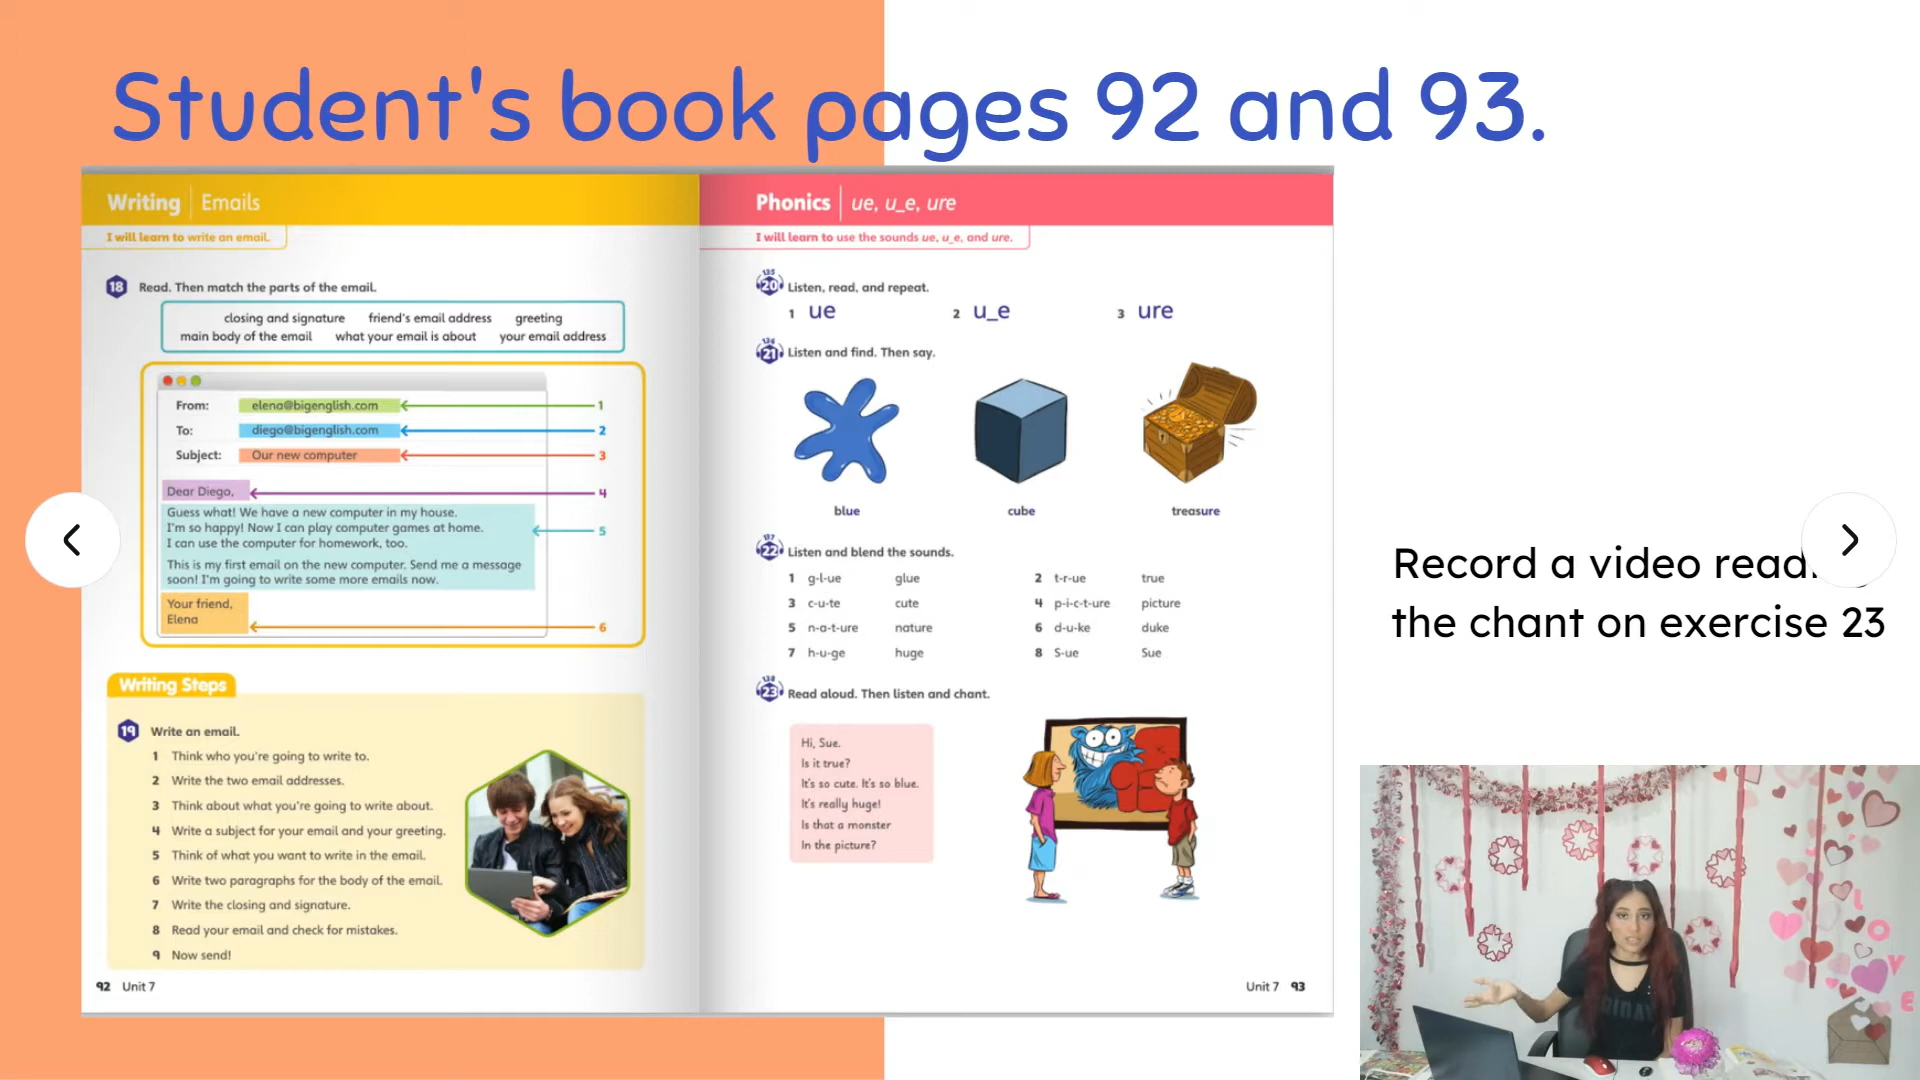 Student's book pages 92 and 93.
Writing Emails
I will learn to write an email.
18 Read. Then match the parts of the email.
closing and signature friend's email address greeting
main body of the email what your email is about your email address
From: elena@bigenglish.com 1
To: diego@bigenglish.com 2
Subject: Our new computer 3
Dear Diego, 4
Guess what! We have a new computer in my house.
I'm so happy! Now I can play computer games at home. 5
I can use the computer for homework, too.
This is my first email on the new computer. Send me a message
soon! I'm going to write some more emails now.
Your friend,
Elena 6
Writing Steps
19 Write an email.
1 Think who you're going to write to.
2 Write the two email addresses.
3 Think about what you're going to write about.
4 Write a subject for your email and your greeting.
5 Think of what you want to write in the email.
6 Write two paragraphs for the body of the email.
7 Write the closing and signature.
8 Read your email and check for mistakes.
9 Now send!
92 Unit 7
Phonics ue, u_e, ure
I will learn to use the sounds ue, u_e, and ure.
135
20 Listen, read, and repeat.
1 ue 2 u_e 3 ure
136
21 Listen and find. Then say.
blue cube treasure
137
22 Listen and blend the sounds.
1 g-l-ue glue 2 t-r-ue true
3 c-u-te cute 4 p-i-c-t-ure picture
5 n-a-t-ure nature 6 d-u-ke duke
7 h-u-ge huge 8 S-ue Sue
138
23 Read aloud. Then listen and chant.
Hi, Sue.
Is it true?
It's so cute. It's so blue.
It's really huge!
Is that a monster
In the picture?
Unit 7 93
Record a video
the chant on exercise 23
L
O
V
E